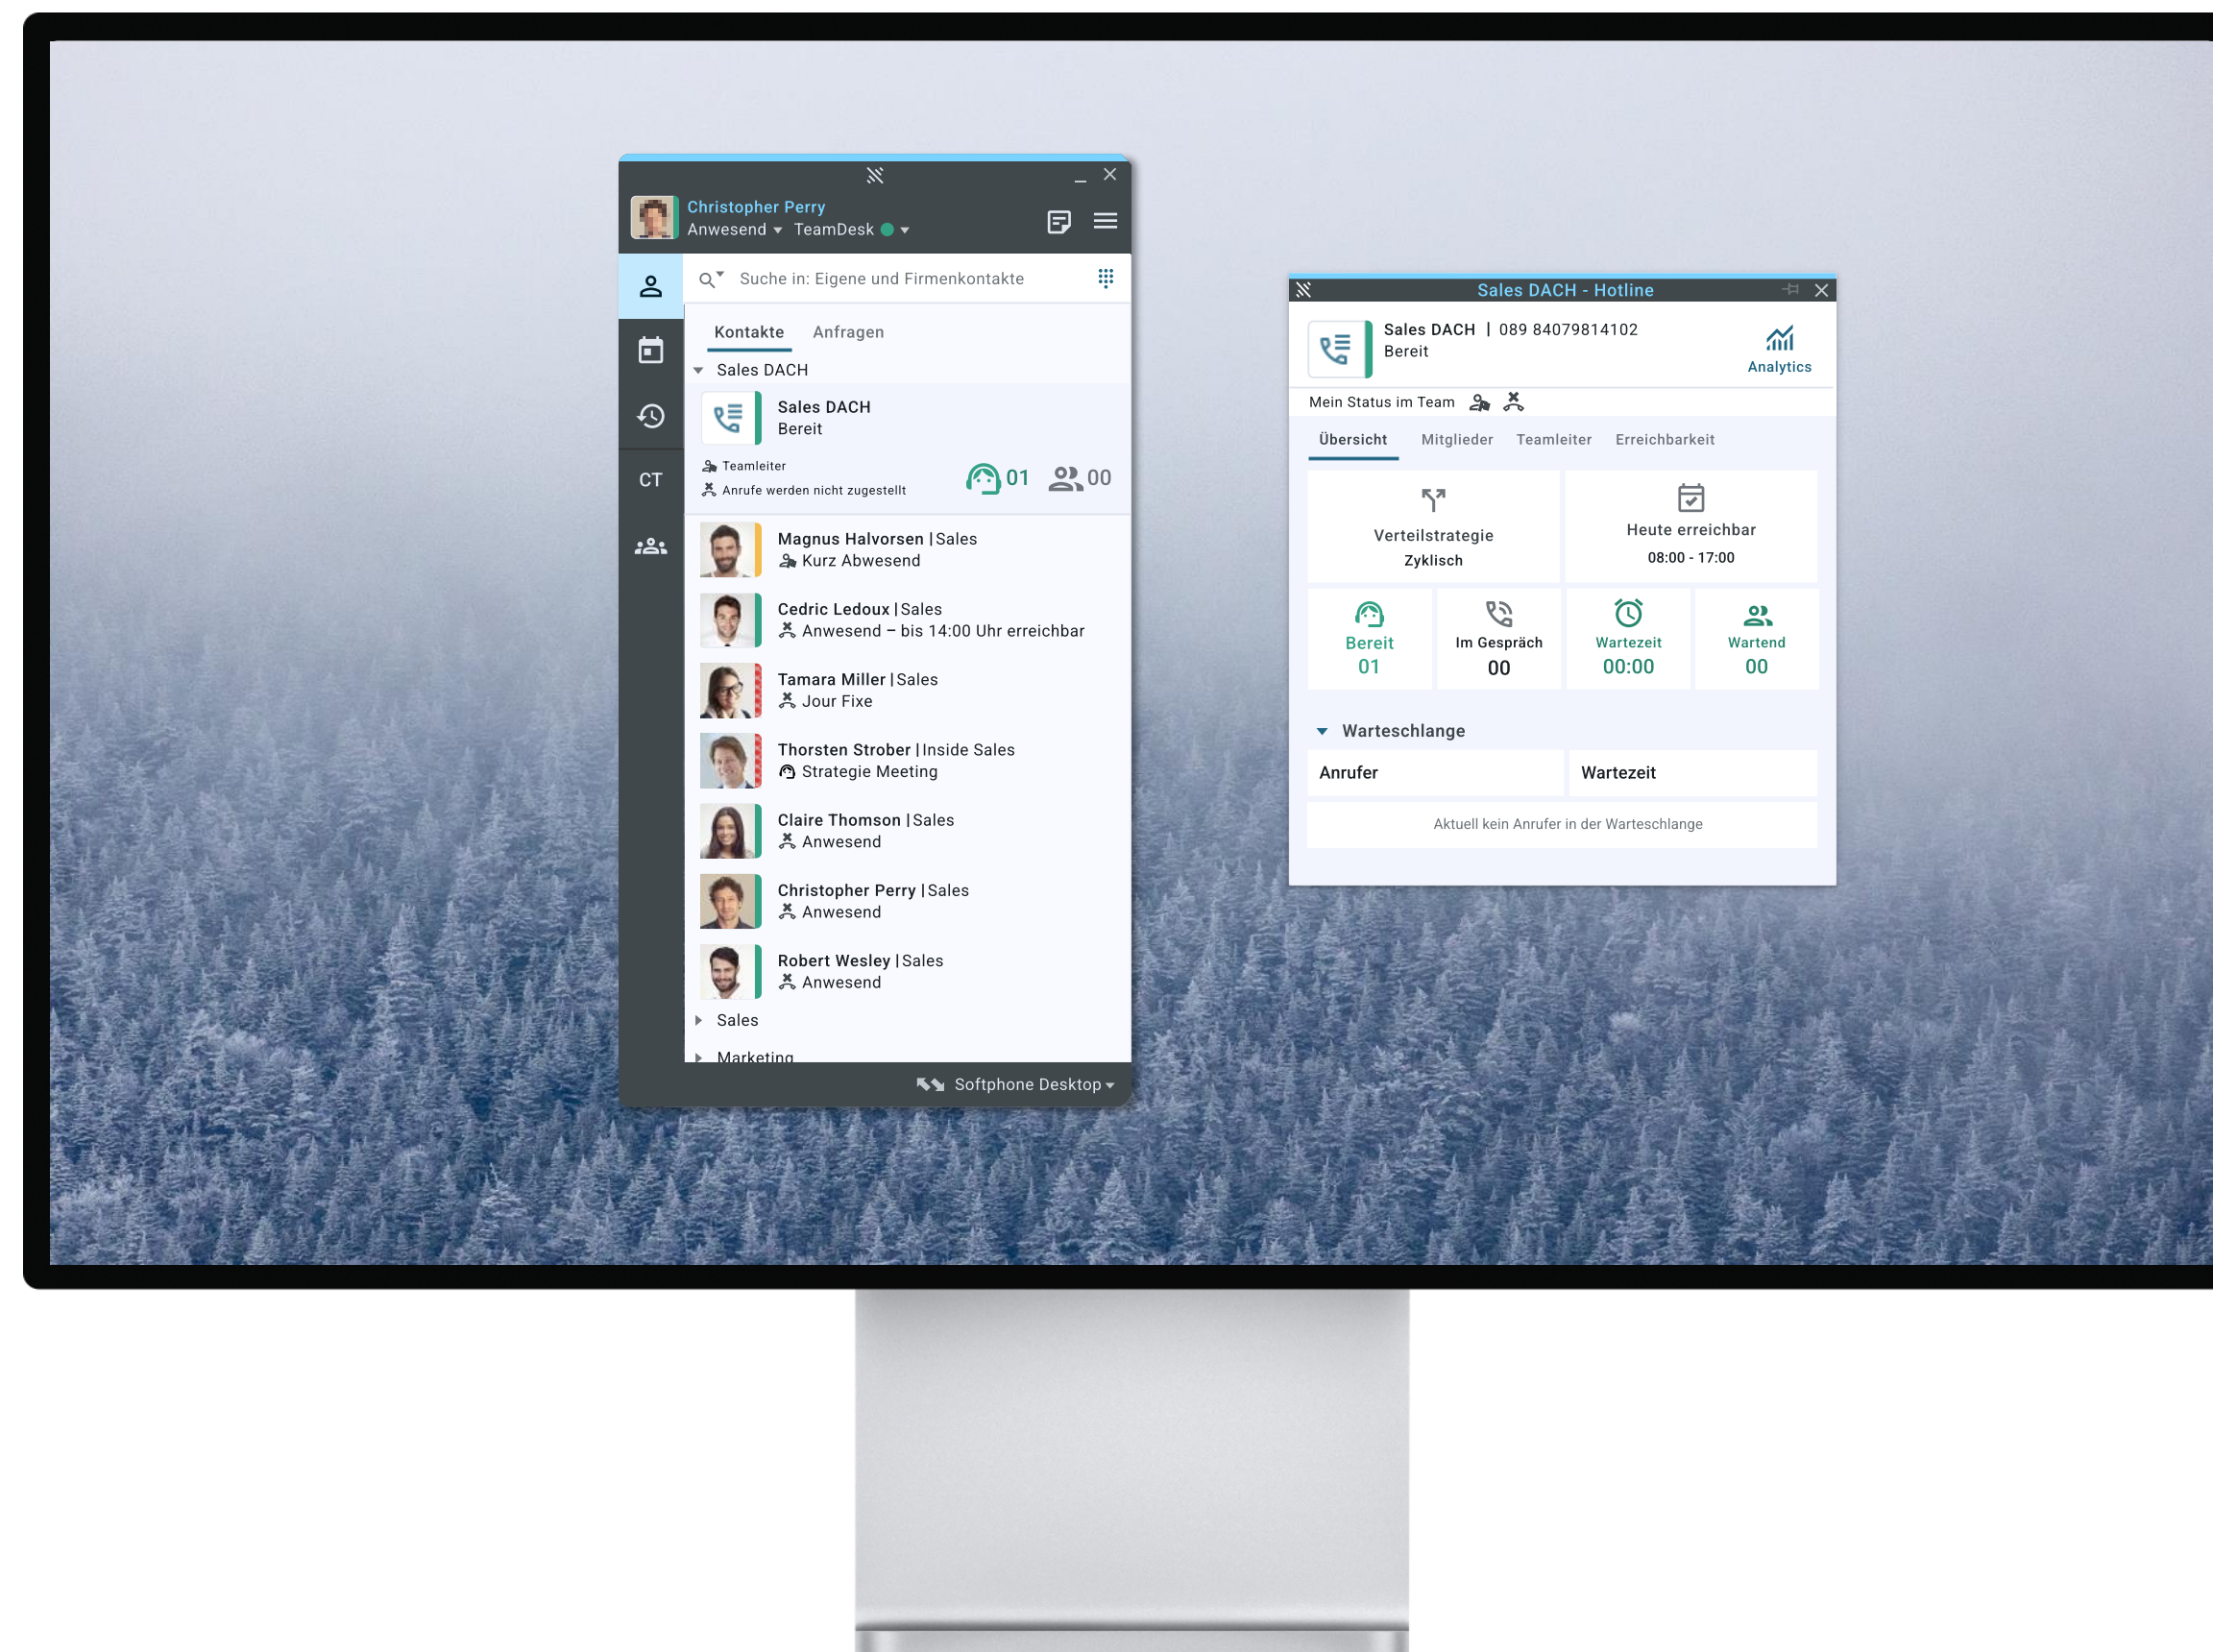 Christopher Perry
Anwesend TeamDesk
Suche in: Eigene und Firmenkontakte
Kontakte Anfragen
Sales DACH
Sales DACH
Bereit
Teamleiter
Anrufe werden nicht zugestellt
01 00
CT
Magnus Halvorsen | Sales
Kurz Abwesend
Cedric Ledoux | Sales
Anwesend – bis 14:00 Uhr erreichbar
Tamara Miller | Sales
Jour Fixe
Thorsten Strober | Inside Sales
Strategie Meeting
Claire Thomson | Sales
Anwesend
Christopher Perry | Sales
Anwesend
Robert Wesley | Sales
Anwesend
Sales
Marketing
Softphone Desktop
Sales DACH - Hotline
Sales DACH | 089 84079814102
Bereit
Analytics
Mein Status im Team
Übersicht Mitglieder Teamleiter Erreichbarkeit
Verteilstrategie
Zyklisch
Heute erreichbar
08:00 - 17:00
Bereit
01
Im Gespräch
00
Wartezeit
00:00
Wartend
00
Warteschlange
Anrufer Wartezeit
Aktuell kein Anrufer in der Warteschlange